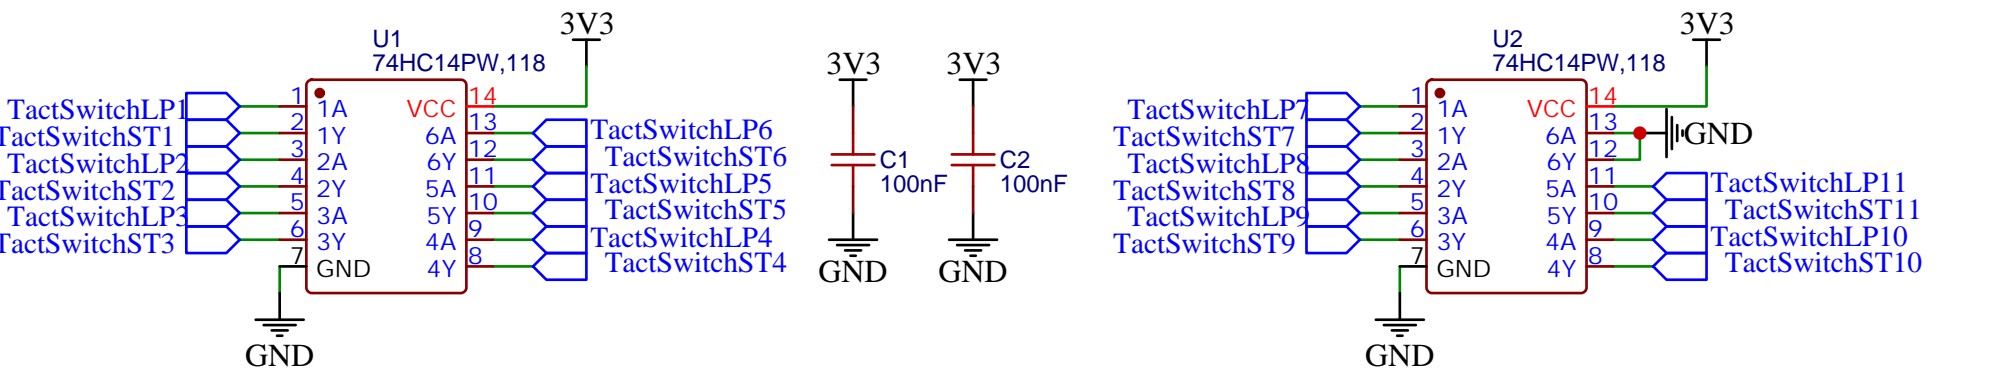 U1
74HC14PW,118
3V3
TactSwitchLP1
TactSwitchST1
TactSwitchLP2
TactSwitchST2
TactSwitchLP3
TactSwitchST3
1
2
3
4
5
6
7
1A
1Y
2A
2Y
3A
3Y
GND
VCC
6A
6Y
5A
5Y
4A
4Y
14
13
12
11
10
9
8
TactSwitchLP6
TactSwitchST6
TactSwitchLP5
TactSwitchST5
TactSwitchLP4
TactSwitchST4
GND
3V3
C1
100nF
GND
3V3
C2
100nF
GND
U2
74HC14PW,118
3V3
TactSwitchLP7
TactSwitchST7
TactSwitchLP8
TactSwitchST8
TactSwitchLP9
TactSwitchST9
1
2
3
4
5
6
7
1A
1Y
2A
2Y
3A
3Y
GND
VCC
6A
6Y
5A
5Y
4A
4Y
14
13
12
11
10
9
8
GND
TactSwitchLP11
TactSwitchST11
TactSwitchLP10
TactSwitchST10
GND